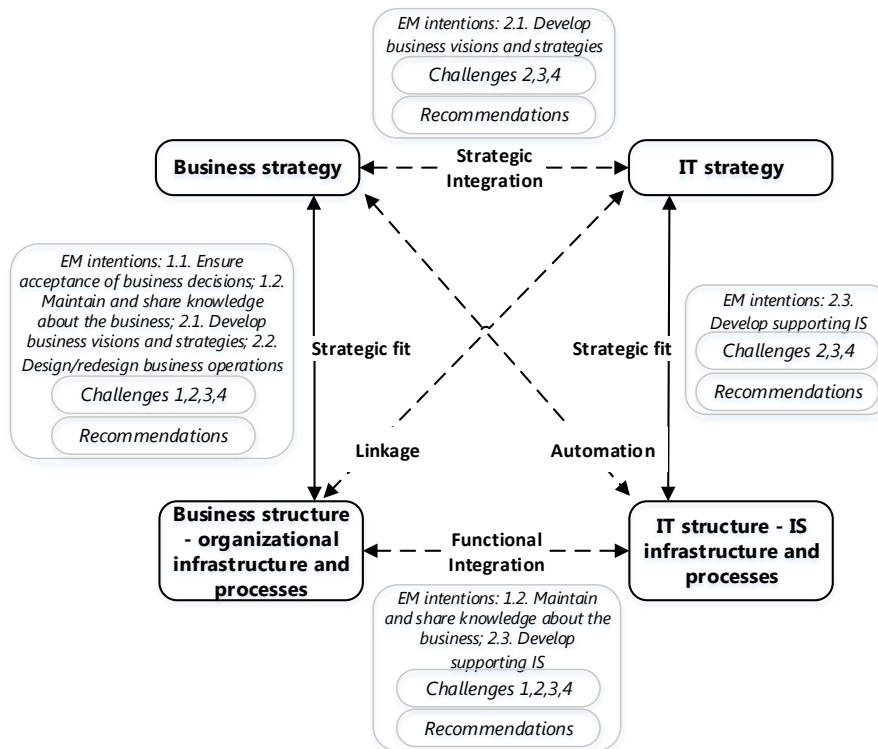 EM intentions: 2.1. Develop
business visions and strategies
Challenges 2,3,4
Recommendations
Business strategy
Strategic
Integration
IT strategy
EM intentions: 1.1. Ensure
acceptance of business decisions; 1.2.
Maintain and share knowledge
about the business; 2.1. Develop
business visions and strategies; 2.2.
Design/redesign business operations
Challenges 1,2,3,4
Recommendations
Strategic fit
Strategic fit
EM intentions: 2.3.
Develop supporting IS
Challenges 2,3,4
Recommendations
Linkage
Automation
Business structure
- organizational
infrastructure and
processes
Functional
Integration
IT structure - IS
infrastructure and
processes
EM intentions: 1.2. Maintain
and share knowledge about the
business; 2.3. Develop
supporting IS
Challenges 1,2,3,4
Recommendations